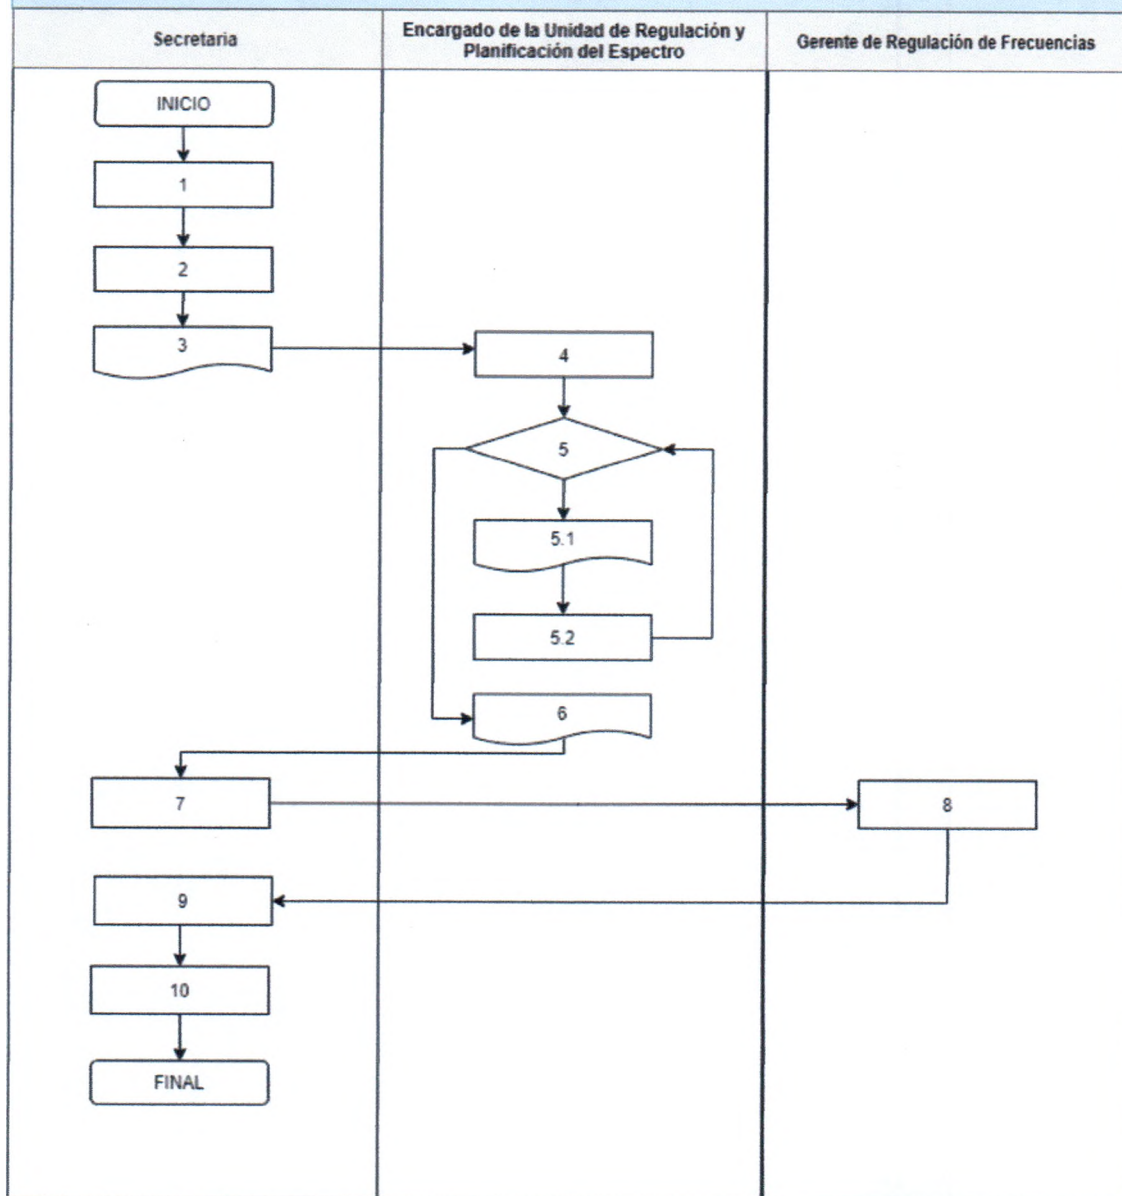 Secretaria
Encargado de la Unidad de Regulación y
Planificación del Espectro
Gerente de Regulación de Frecuencias
INICIO
1
2
3
4
5
5.1
5.2
6
7
8
9
10
FINAL